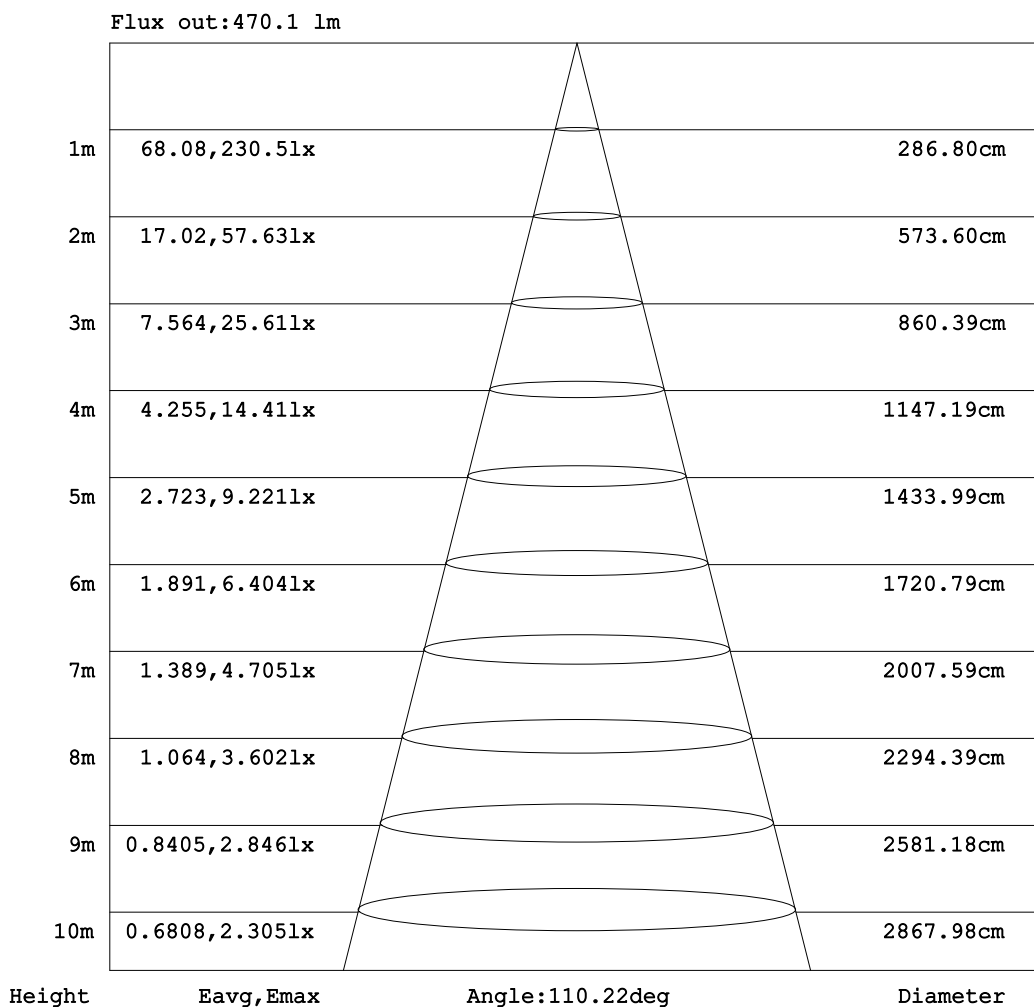 Flux out:470.1 lm
1m 68.08,230.5lx 286.80cm
2m 17.02,57.63lx 573.60cm
3m 7.564,25.61lx 860.39cm
4m 4.255,14.41lx 1147.19cm
5m 2.723,9.221lx 1433.99cm
6m 1.891,6.404lx 1720.79cm
7m 1.389,4.705lx 2007.59cm
8m 1.064,3.602lx 2294.39cm
9m 0.8405,2.846lx 2581.18cm
10m 0.6808,2.305lx 2867.98cm
Height Eavg,Emax Angle:110.22deg Diameter